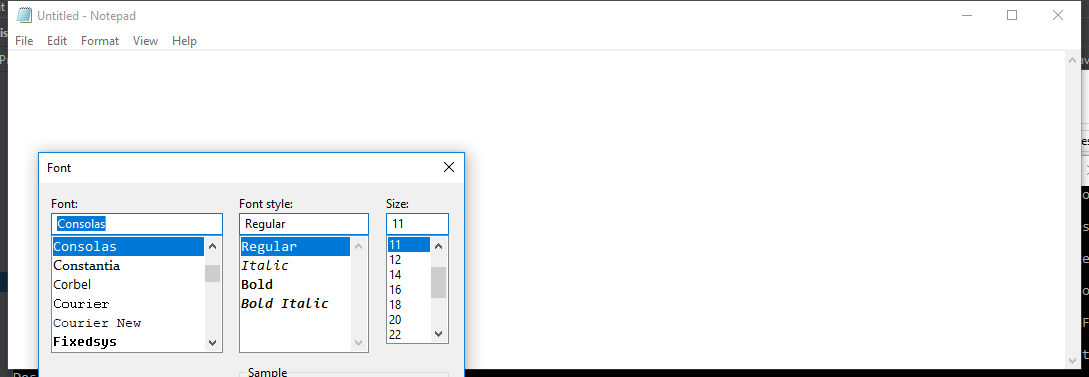 Untitled - Notepad
File Edit Format View Help
Font
Font: Font style: Size:
Consolas Regular 11
Consolas Regular 11
Constantia Italic 12
Corbel Bold 14
Courier Bold Italic 16
Courier New 18
Fixedsys 20
22
Sample